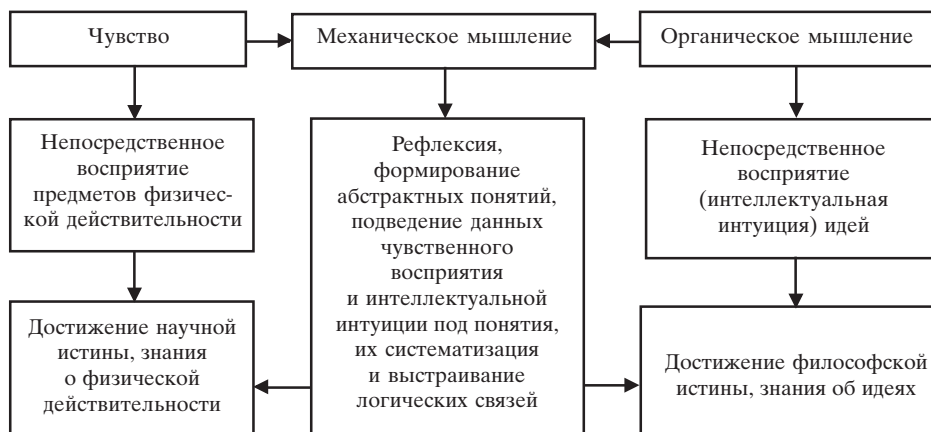 Чувство
Механическое мышление
Органическое мышление
Непосредственное
восприятие
предметов физичес-
кой действительности
Рефлексия,
формирование
абстрактных понятий,
подведение данных
чувственного
восприятия
и интеллектуальной
интуиции под понятия,
их систематизация
и выстраивание
логических связей
Непосредственное
восприятие
(интеллектуальная
интуиция) идей
Достижение научной
истины, знания
о физической
действительности
Достижение философской
истины, знания об идеях